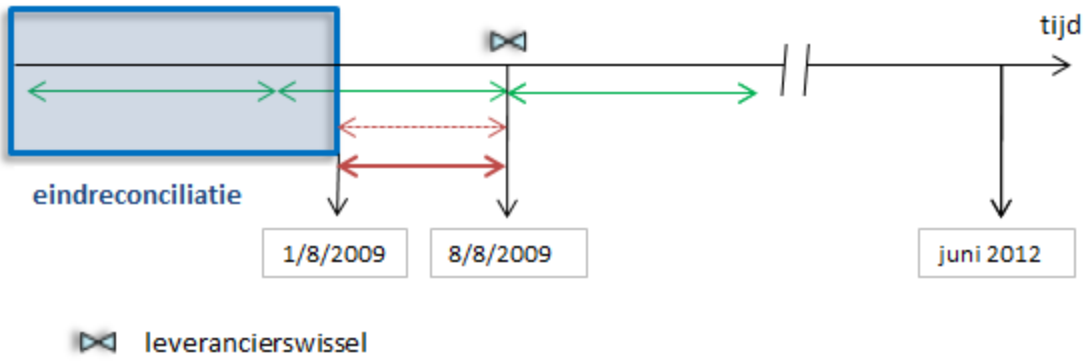 tijd
eindreconciliatie
1/8/2009
8/8/2009
juni 2012
leverancierswissel